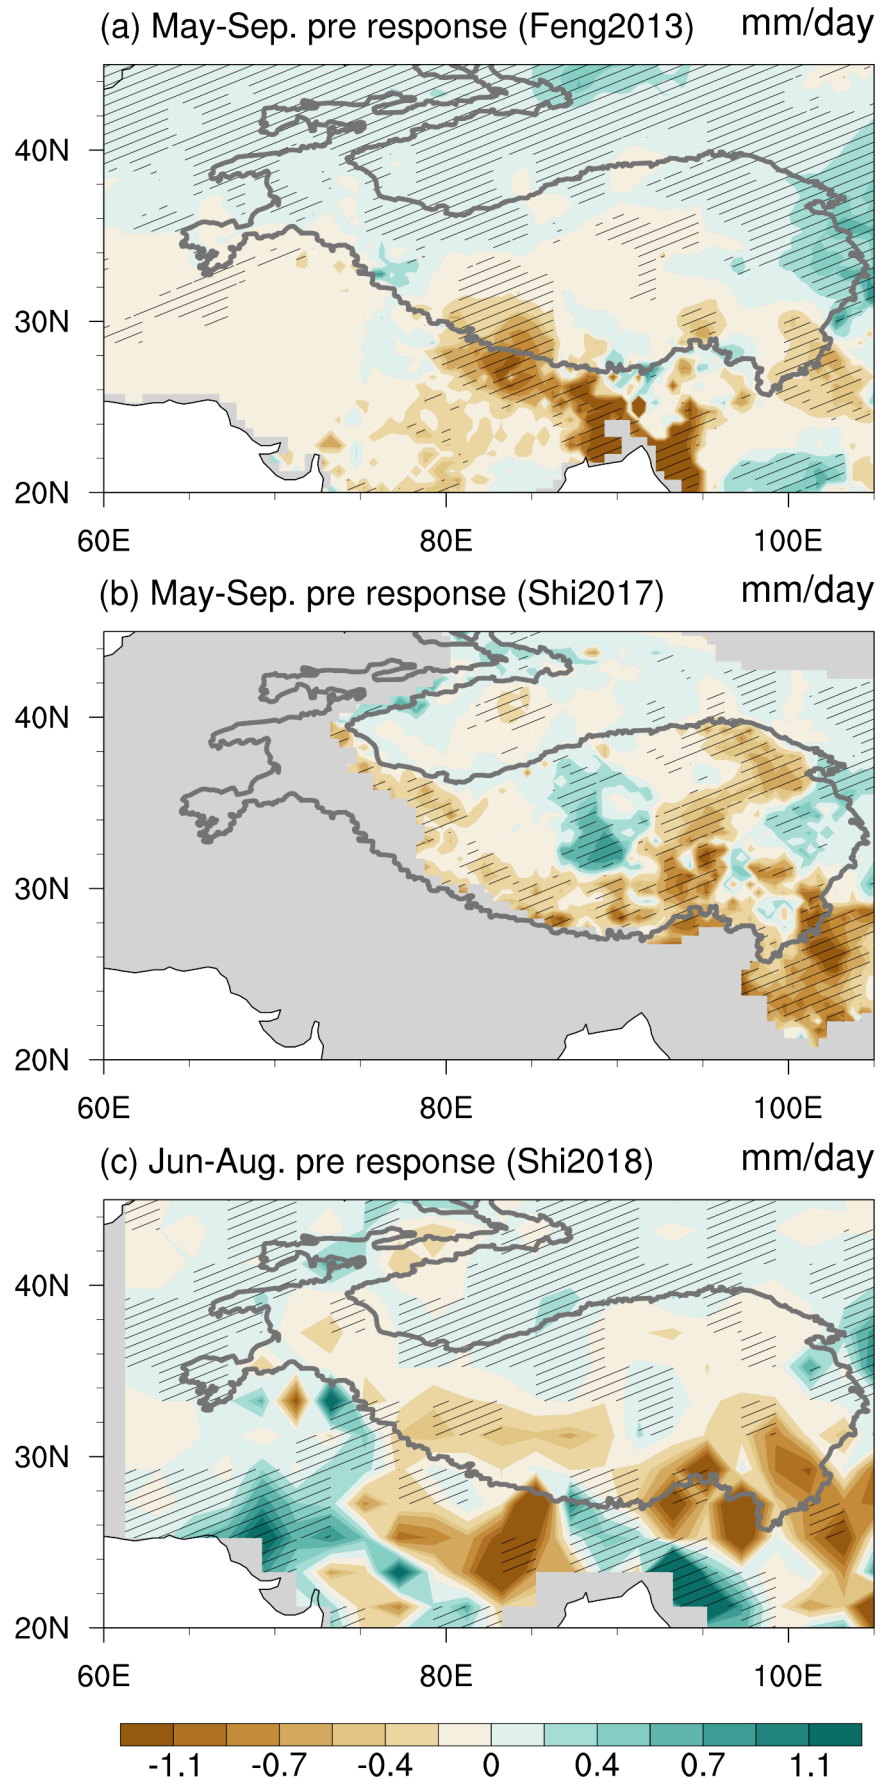 (a) May-Sep. pre response (Feng2013) mm/day
40N
30N
20N
60E 80E 100E
(b) May-Sep. pre response (Shi2017) mm/day
40N
30N
20N
60E 80E 100E
(c) Jun-Aug. pre response (Shi2018) mm/day
40N
30N
20N
60E 80E 100E
-1.1 -0.7 -0.4 0 0.4 0.7 1.1